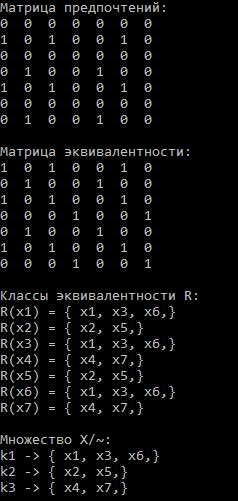 Матрица предпочтений:
0 0 0 0 0 0 0
1 0 1 0 0 1 0
0 0 0 0 0 0 0
0 1 0 0 1 0 0
1 0 1 0 0 1 0
0 0 0 0 0 0 0
0 1 0 0 1 0 0
Матрица эквивалентности:
1 0 1 0 0 1 0
0 1 0 0 1 0 0
1 0 1 0 0 1 0
0 0 0 1 0 0 1
0 1 0 0 1 0 0
1 0 1 0 0 1 0
0 0 0 1 0 0 1
Классы эквивалентности R:
R(x1) = { x1, x3, x6,}
R(x2) = { x2, x5,}
R(x3) = { x1, x3, x6,}
R(x4) = { x4, x7,}
R(x5) = { x2, x5,}
R(x6) = { x1, x3, x6,}
R(x7) = { x4, x7,}
Множество X/~:
k1 -> { x1, x3, x6,}
k2 -> { x2, x5,}
k3 -> { x4, x7,}